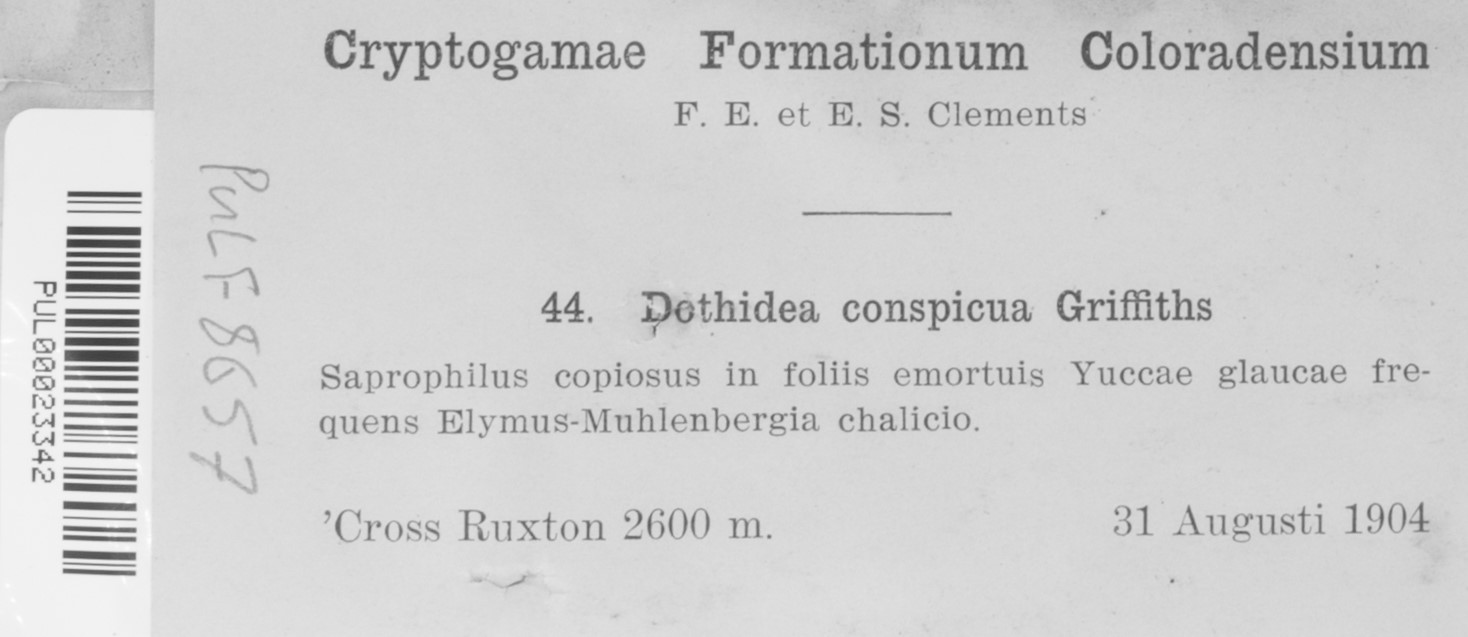 Cryptogamae Formationum Coloradensium
F. E. et E. S. Clements
44. Dothidea conspicua Griffiths
Saprophilus copiosus in foliis emortuis Yuccae glaucae fre-
quens Elymus-Muhlenbergia chalicio.
'Cross Ruxton 2600 m. 31 Augusti 1904
PUL F 8657
PUL00023342